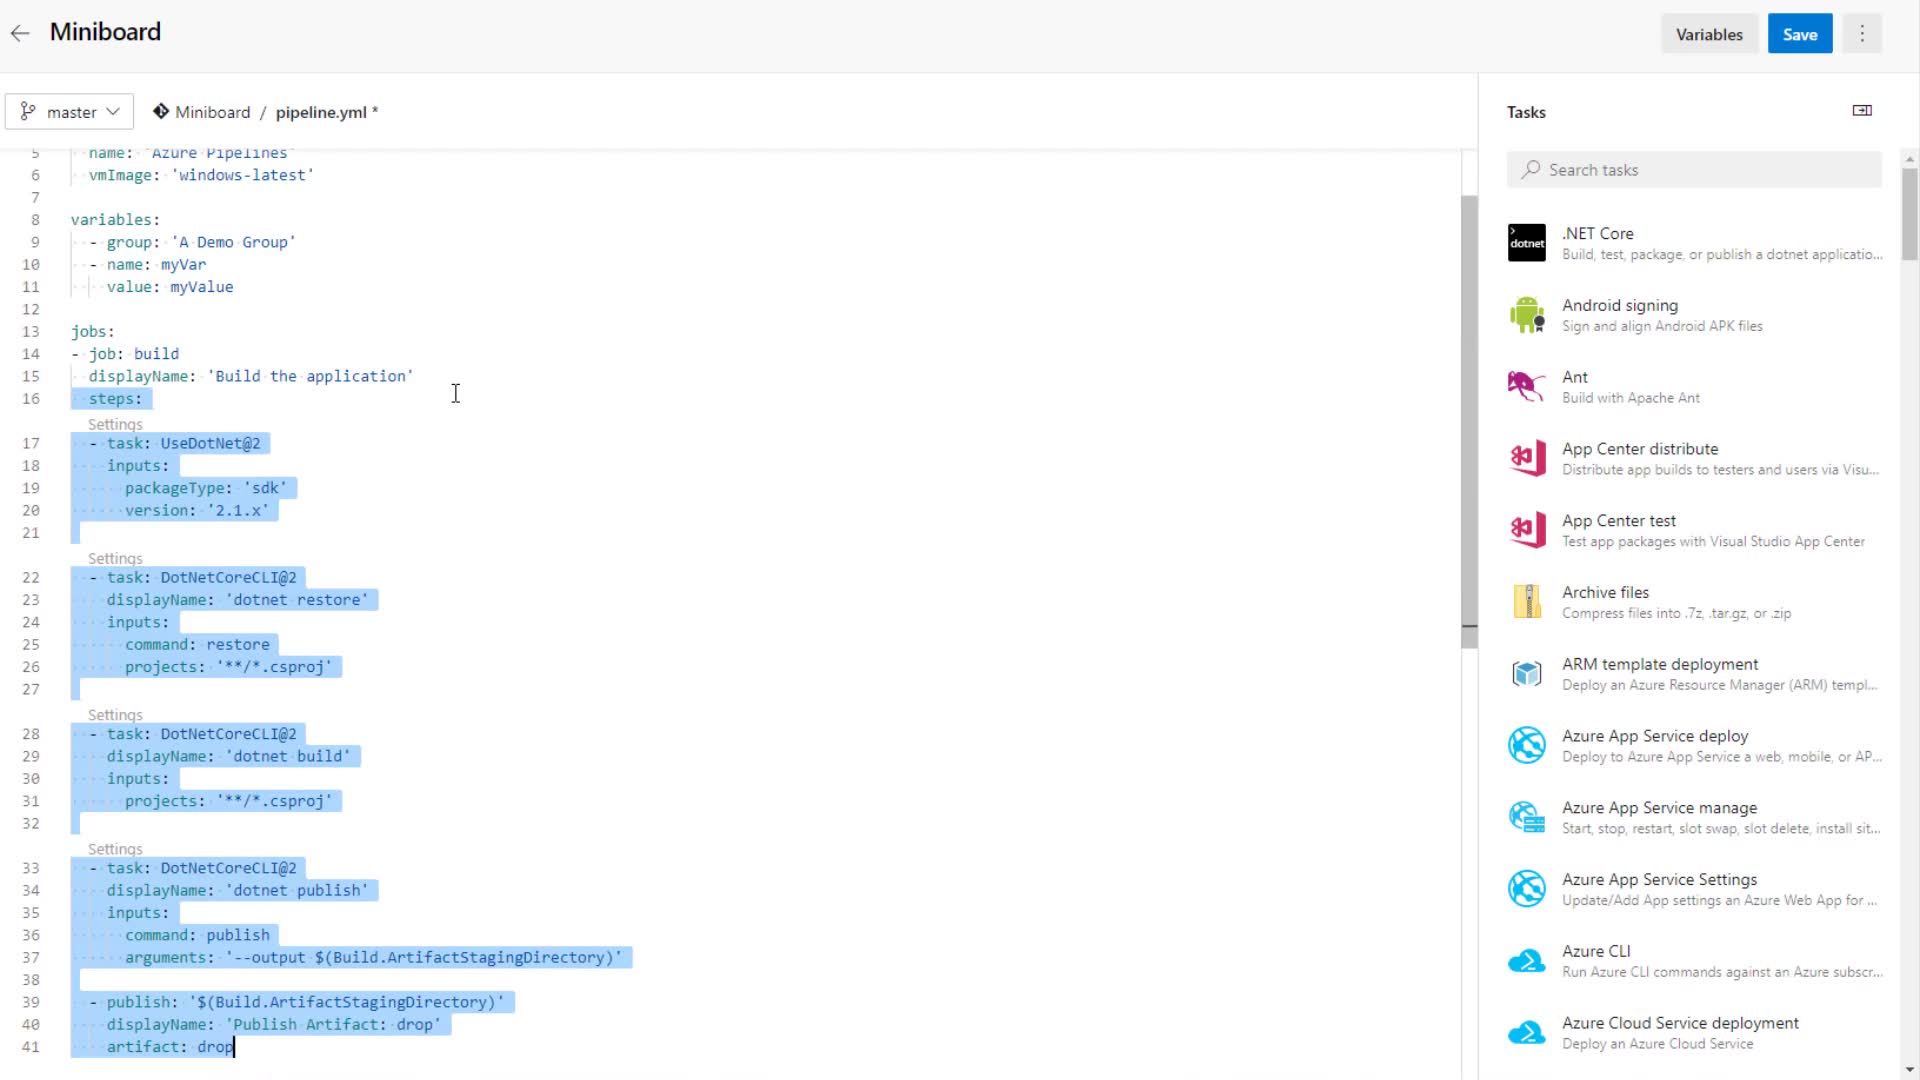 Miniboard
Variables
Save
master
Miniboard / pipeline.yml *
Tasks
Search tasks
5 name: 'Azure Pipelines'
6 vmImage: 'windows-latest'
7
8 variables:
9 - group: 'A Demo Group'
10 - name: myVar
11 value: myValue
12
13 jobs:
14 - job: build
15 displayName: 'Build the application'
16 steps:
Settings
17 - task: UseDotNet@2
18 inputs:
19 packageType: 'sdk'
20 version: '2.1.x'
21
Settings
22 - task: DotNetCoreCLI@2
23 displayName: 'dotnet restore'
24 inputs:
25 command: restore
26 projects: '**/*.csproj'
27
Settings
28 - task: DotNetCoreCLI@2
29 displayName: 'dotnet build'
30 inputs:
31 projects: '**/*.csproj'
32
Settings
33 - task: DotNetCoreCLI@2
34 displayName: 'dotnet publish'
35 inputs:
36 command: publish
37 arguments: '--output $(Build.ArtifactStagingDirectory)'
38
39 - publish: '$(Build.ArtifactStagingDirectory)'
40 displayName: 'Publish Artifact: drop'
41 artifact: drop
dotnet
.NET Core
Build, test, package, or publish a dotnet applicatio...
Android signing
Sign and align Android APK files
Ant
Build with Apache Ant
App Center distribute
Distribute app builds to testers and users via Visu...
App Center test
Test app packages with Visual Studio App Center
Archive files
Compress files into .7z, .tar.gz, or .zip
ARM template deployment
Deploy an Azure Resource Manager (ARM) templ...
Azure App Service deploy
Deploy to Azure App Service a web, mobile, or AP...
Azure App Service manage
Start, stop, restart, slot swap, slot delete, install sit...
Azure App Service Settings
Update/Add App settings an Azure Web App for ...
Azure CLI
Run Azure CLI commands against an Azure subscr...
Azure Cloud Service deployment
Deploy an Azure Cloud Service